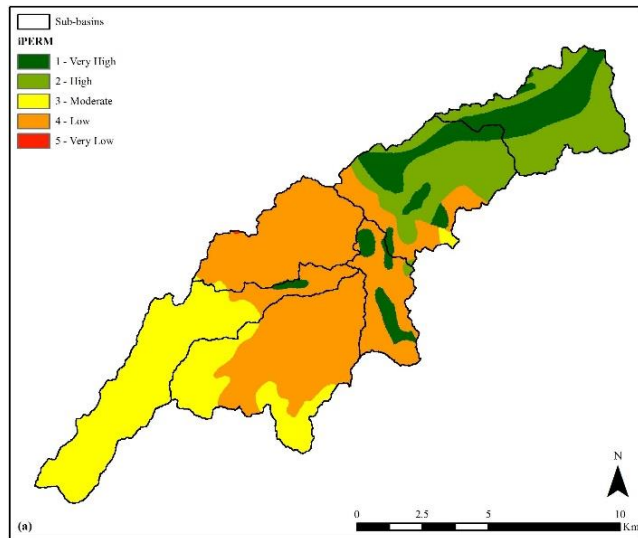 Sub-basins
iPERM
1 - Very High
2 - High
3 - Moderate
4 - Low
5 - Very Low
N
(a)
0 2.5 5 10
Km